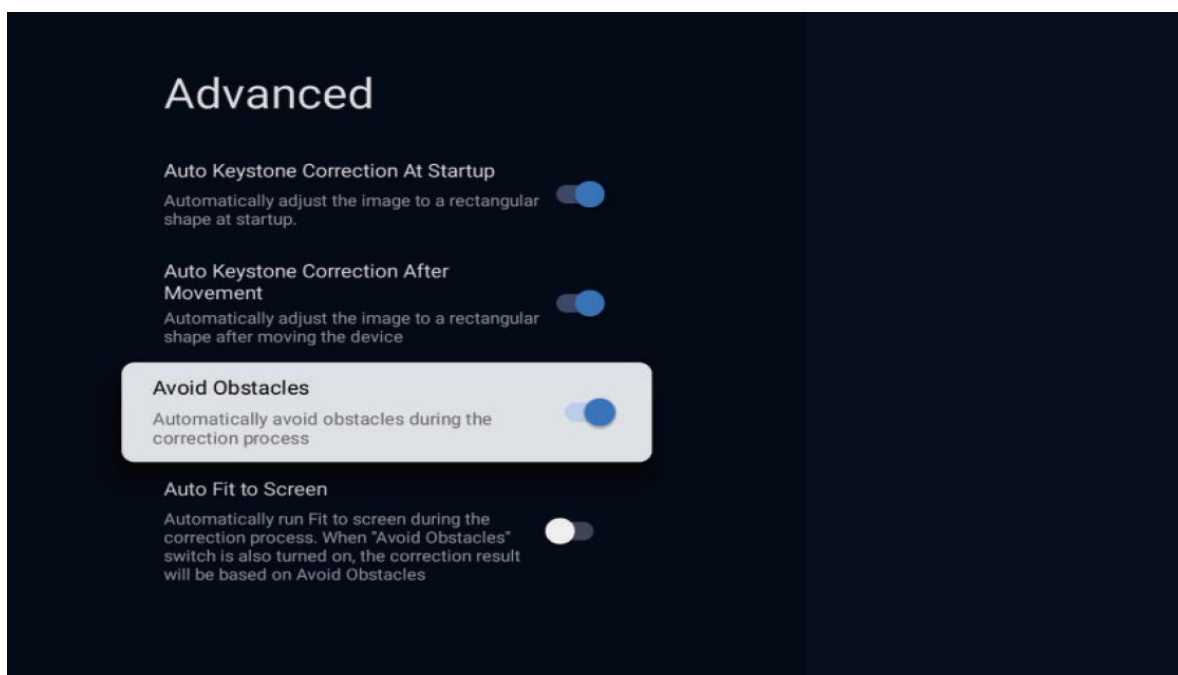 Advanced
Auto Keystone Correction At Startup
Automatically adjust the image to a rectangular
shape at startup.
Auto Keystone Correction After
Movement
Automatically adjust the image to a rectangular
shape after moving the device
Avoid Obstacles
Automatically avoid obstacles during the
correction process
Auto Fit to Screen
Automatically run Fit to screen during the
correction process. When "Avoid Obstacles"
switch is also turned on, the correction result
will be based on Avoid Obstacles